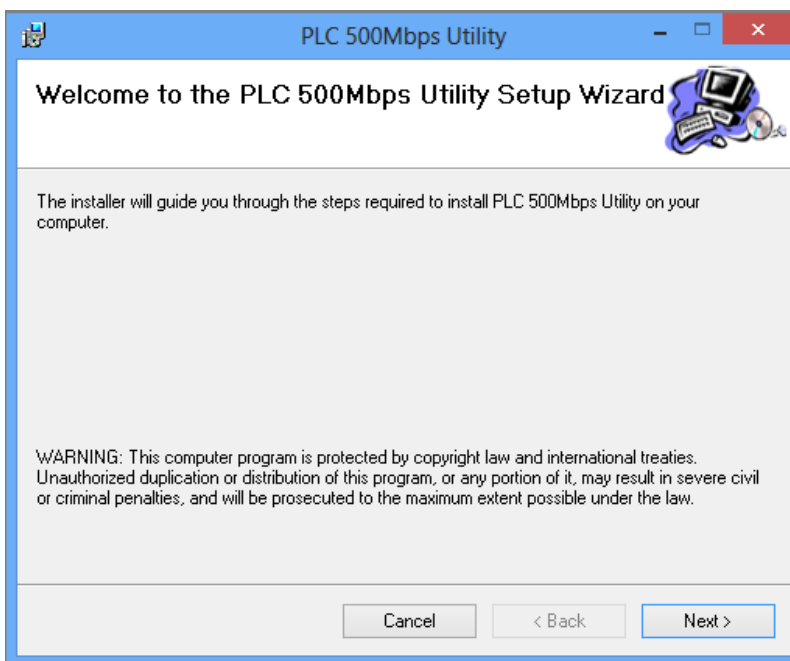 PLC 500Mbps Utility
Welcome to the PLC 500Mbps Utility Setup Wizard
The installer will guide you through the steps required to install PLC 500Mbps Utility on your
computer.
WARNING: This computer program is protected by copyright law and international treaties.
Unauthorized duplication or distribution of this program, or any portion of it, may result in severe civil
or criminal penalties, and will be prosecuted to the maximum extent possible under the law.
Cancel < Back Next >